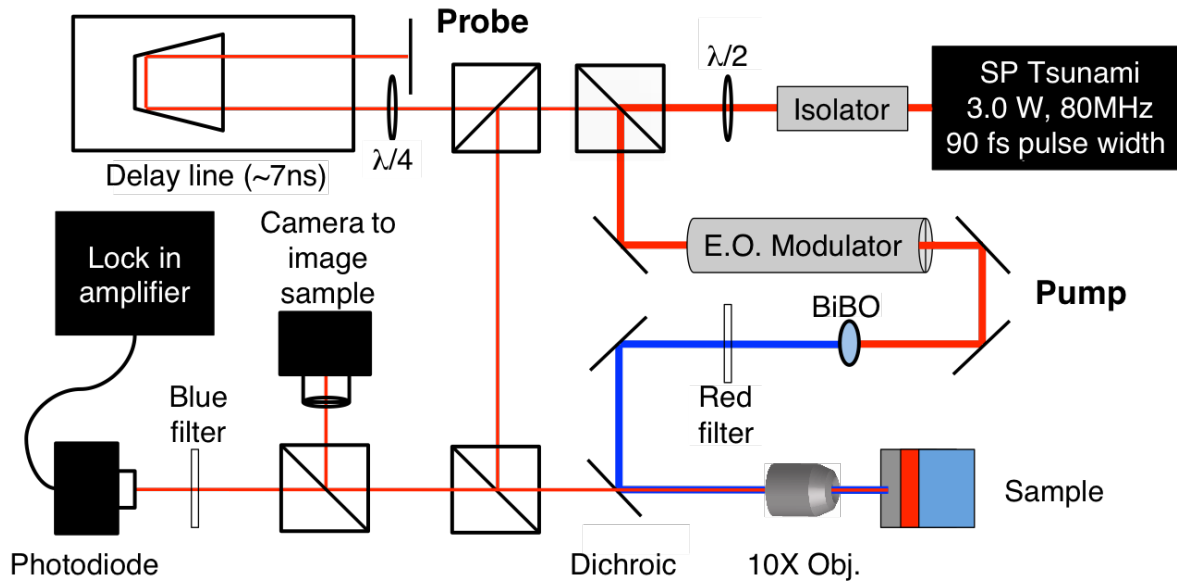 Probe
λ/2
SP Tsunami
3.0 W, 80MHz
90 fs pulse width
Isolator
λ/4
Delay line (~7ns)
Camera to
image
sample
Lock in
amplifier
E.O. Modulator
Pump
BiBO
Blue
filter
Red
filter
Sample
Photodiode
Dichroic
10X Obj.